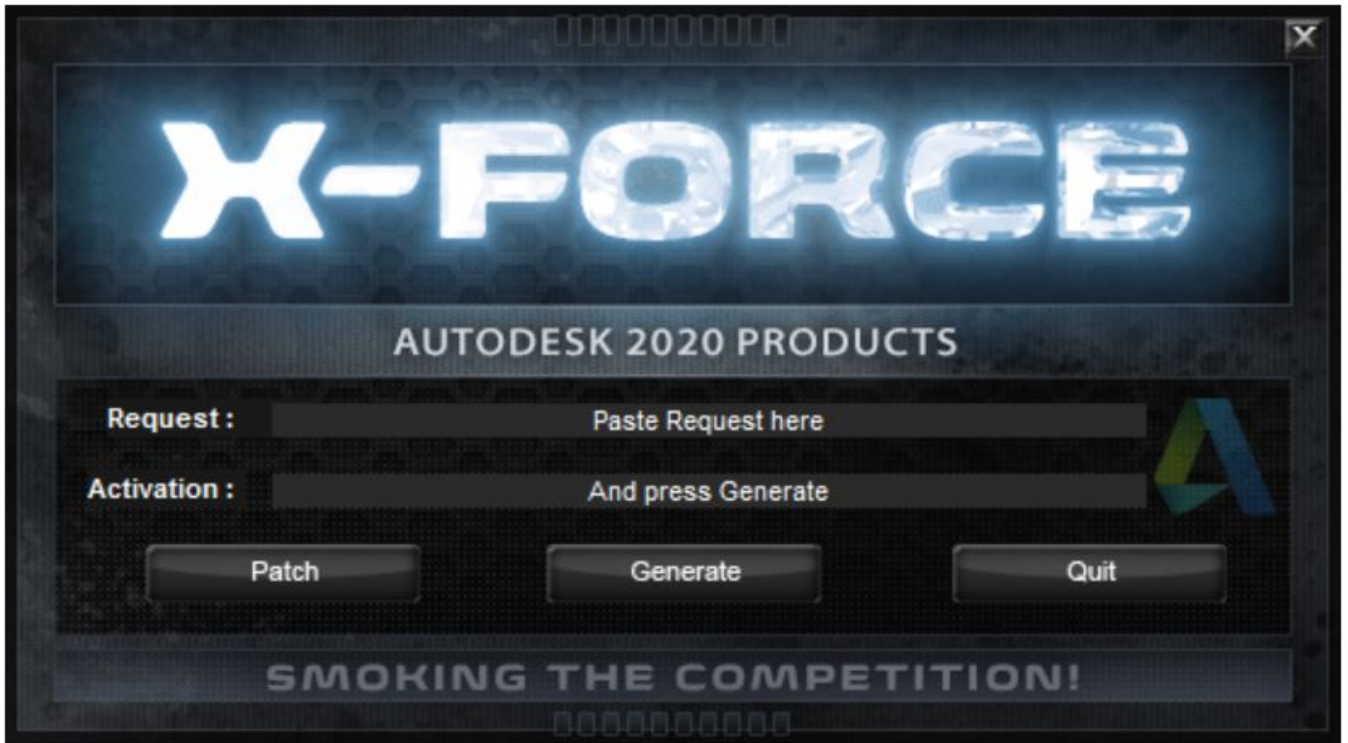 X-FORCE
AUTODESK 2020 PRODUCTS
Request :
Paste Request here
Activation :
And press Generate
Patch
Generate
Quit
SMOKING THE COMPETITION!